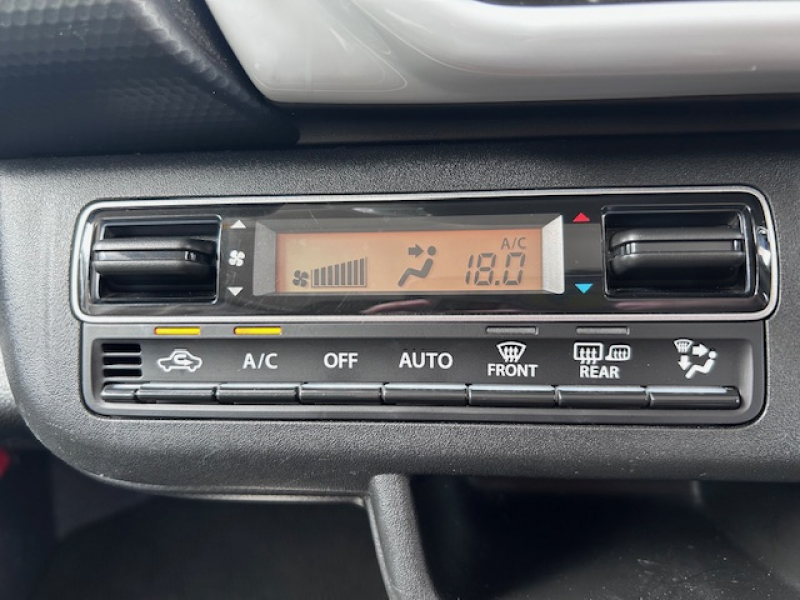 A/C
18.0
A/C
OFF
AUTO
FRONT
REAR